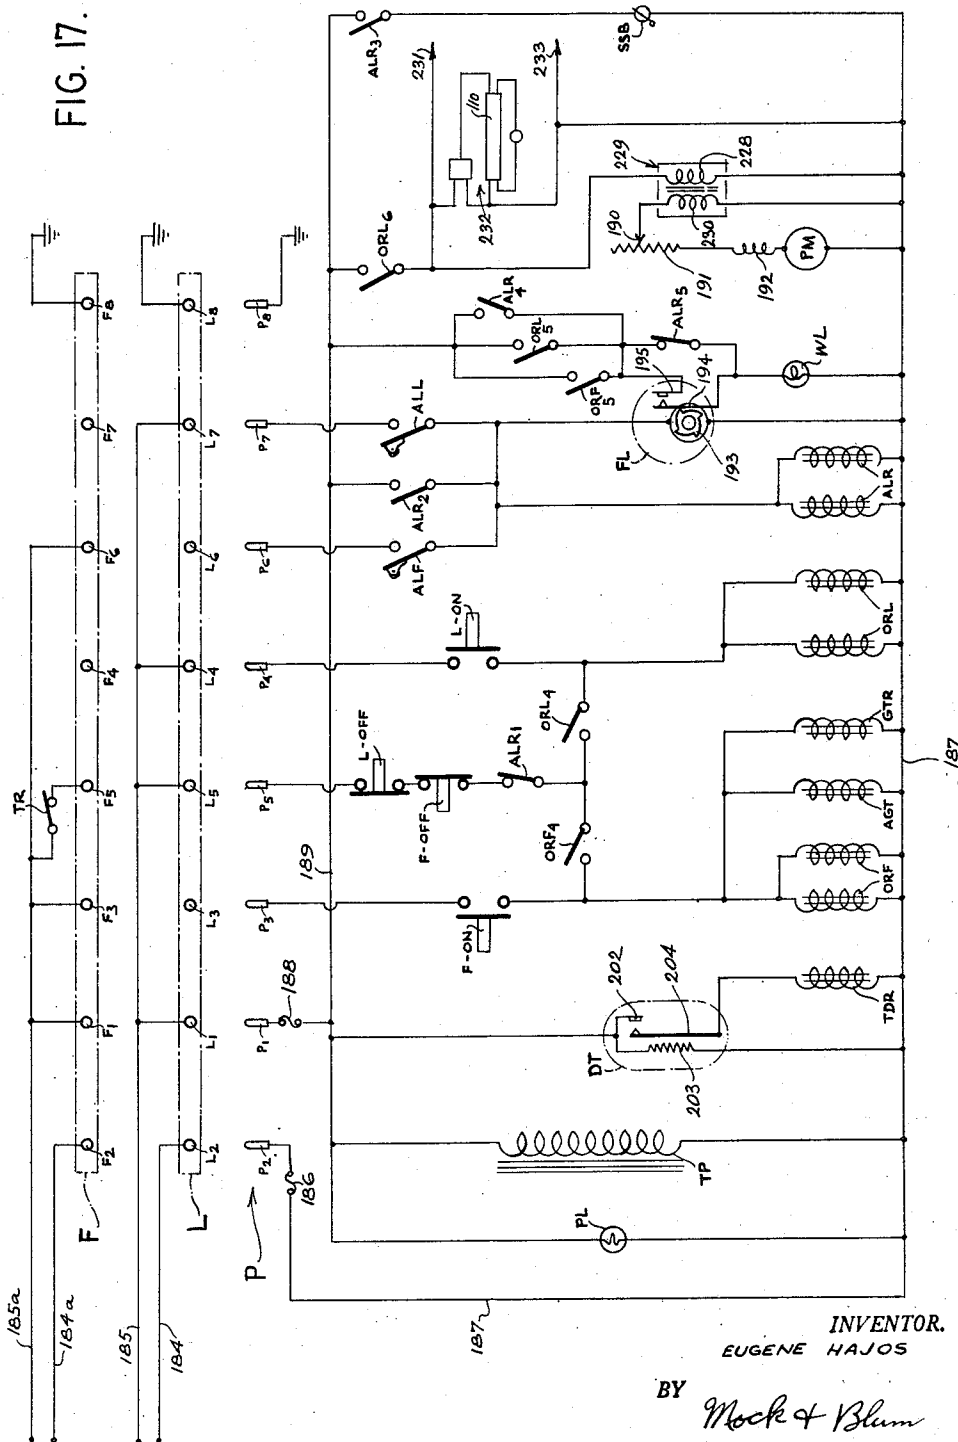 FIG. 17.
185a
184a
185
184
F
F2
F1
F3
F5
F4
F6
F7
F8
TR
L
L2
L1
L3
L5
L4
L6
L7
L8
P
P2
P1
P3
P5
P4
P6
P7
P8
186
188
187
189
L-OFF
F-OFF
L-ON
F-ON
ALR1
ORL4
ORF4
ALF
ALR2
ALL
ORF5
ORL5
ALR4
ALR5
ORL6
ALR3
231
110
232
233
SSB
229
228
190
230
191
192
PM
195
194
193
FL
WL
PL
TP
DT
202
204
203
TDR
ORF
AGT
GTR
ORL
ALR
187
INVENTOR.
EUGENE HAJOS
BY
Mock & Blum